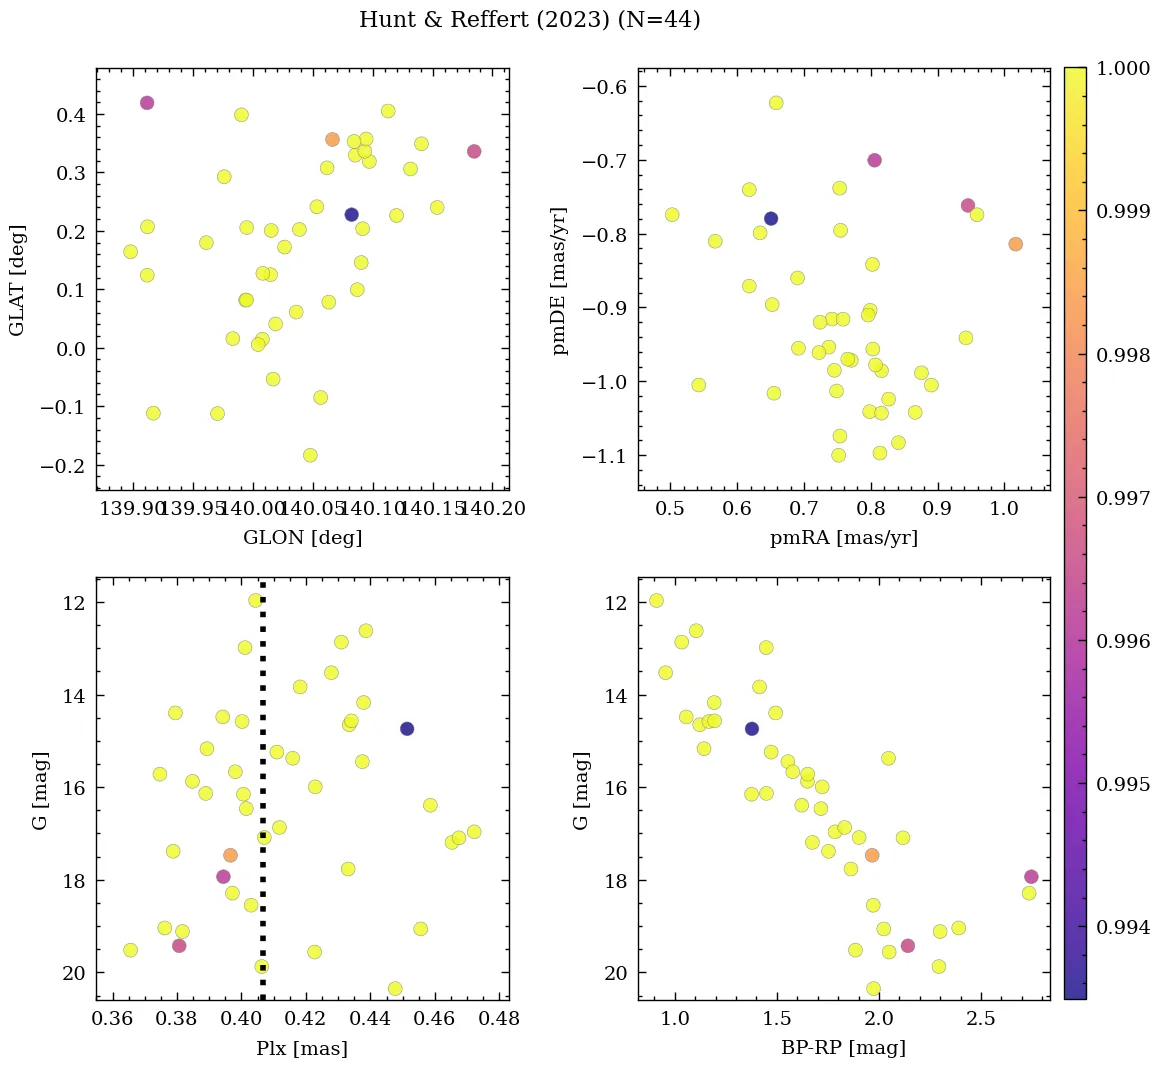 Hunt & Reffert (2023) (N=44)
GLAT [deg]
0.4
0.3
0.2
0.1
0.0
−0.1
−0.2
139.90 139.95 140.00 140.05 140.10 140.15 140.20
GLON [deg]
pmDE [mas/yr]
−0.6
−0.7
−0.8
−0.9
−1.0
−1.1
0.5 0.6 0.7 0.8 0.9 1.0
pmRA [mas/yr]
G [mag]
12
14
16
18
20
0.36 0.38 0.40 0.42 0.44 0.46 0.48
Plx [mas]
G [mag]
12
14
16
18
20
1.0 1.5 2.0 2.5
BP-RP [mag]
1.000
0.999
0.998
0.997
0.996
0.995
0.994